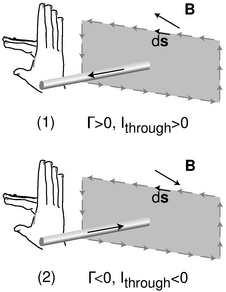 B
ds
(1) Γ>0, Ithrough>0
B
ds
(2) Γ<0, Ithrough<0